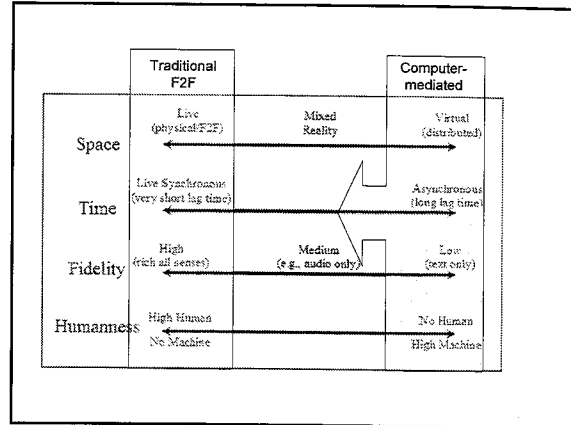 Traditional
F2F
Computer-
mediated
Space
Live
(physical/F2F)
Mixed
Reality
Virtual
(distributed)
Time
Live Synchronous
(very short lag time)
Asynchronous
(long lag time)
Fidelity
High
(rich all senses)
Medium
(e.g., audio only)
Low
(text only)
Humanness
High Human
No Machine
No Human
High Machine